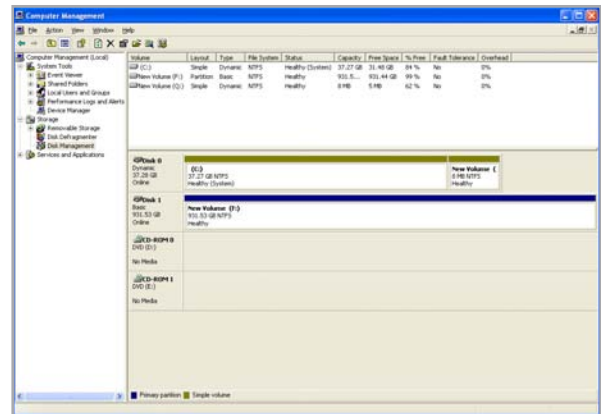 Computer Management
File Action View Window Help
Computer Management (Local)
System Tools
Event Viewer
Shared Folders
Local Users and Groups
Performance Logs and Alerts
Device Manager
Storage
Removable Storage
Disk Defragmenter
Disk Management
Services and Applications
Volume Layout Type File System Status Capacity Free Space % Free Fault Tolerance Overhead
(C:) Simple Dynamic NTFS Healthy (System) 37.27 GB 31.48 GB 84 % No 0%
New Volume (F:) Partition Basic NTFS Healthy 931.5... 931.44 GB 99 % No 0%
New Volume (Q:) Simple Dynamic NTFS Healthy 8 MB 5 MB 62 % No 0%
Disk 0
Dynamic
37.28 GB
Online
(C:)
37.27 GB NTFS
Healthy (System)
New Volume (
8 MB NTFS
Healthy
Disk 1
Basic
931.53 GB
Online
New Volume (F:)
931.53 GB NTFS
Healthy
CD-ROM 0
DVD (D:)
No Media
CD-ROM 1
DVD (E:)
No Media
Primary partition Simple volume